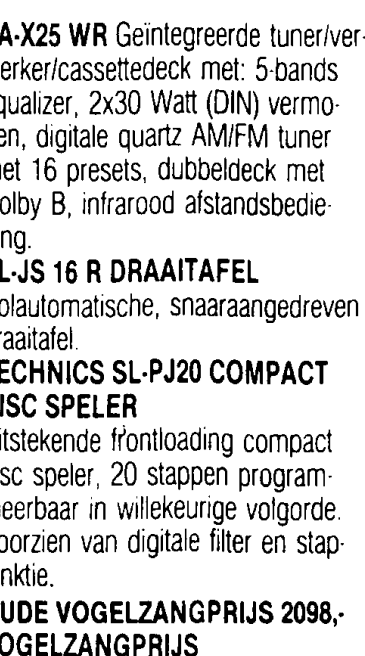 A-X25 WR Geïntegreerde tuner/ver-
erker/cassettedeck met: 5-bands
qualizer, 2x30 Watt (DIN) vermo-
en, digitale quartz AM/FM tuner
et 16 presets, dubbeldeck met
olby B, infrarood afstandsbedie-
ng.
L-JS 16 R DRAAITAFEL
olautomatische, snaaraangedreven
raaitafel.
ECHNICS SL-PJ20 COMPACT
ISC SPELER
itstekende frontloading compact
sc speler, 20 stappen program-
eerbaar in willekeurige volgorde.
oorzien van digitale filter en stap-
nktie.
UDE VOGELZANGPRIJS 2098,-
OGELZANGPRIJS